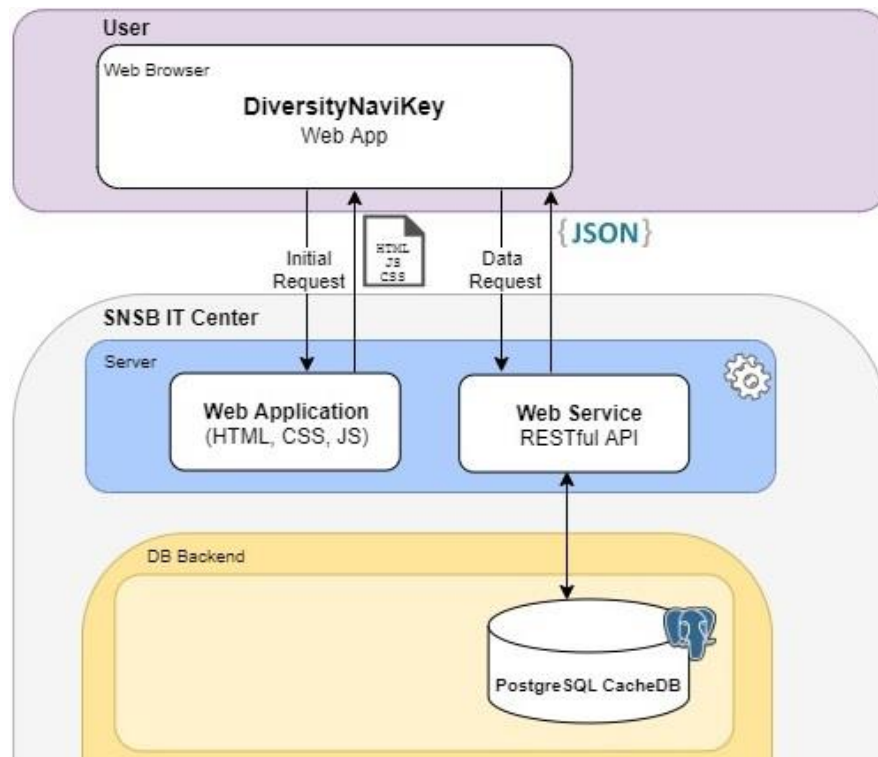 User
Web Browser
DiversityNaviKey
Web App
Initial
Request
HTML
JS
CSS
Data
Request
{JSON}
SNSB IT Center
Server
Web Application
(HTML, CSS, JS)
Web Service
RESTful API
DB Backend
PostgreSQL CacheDB